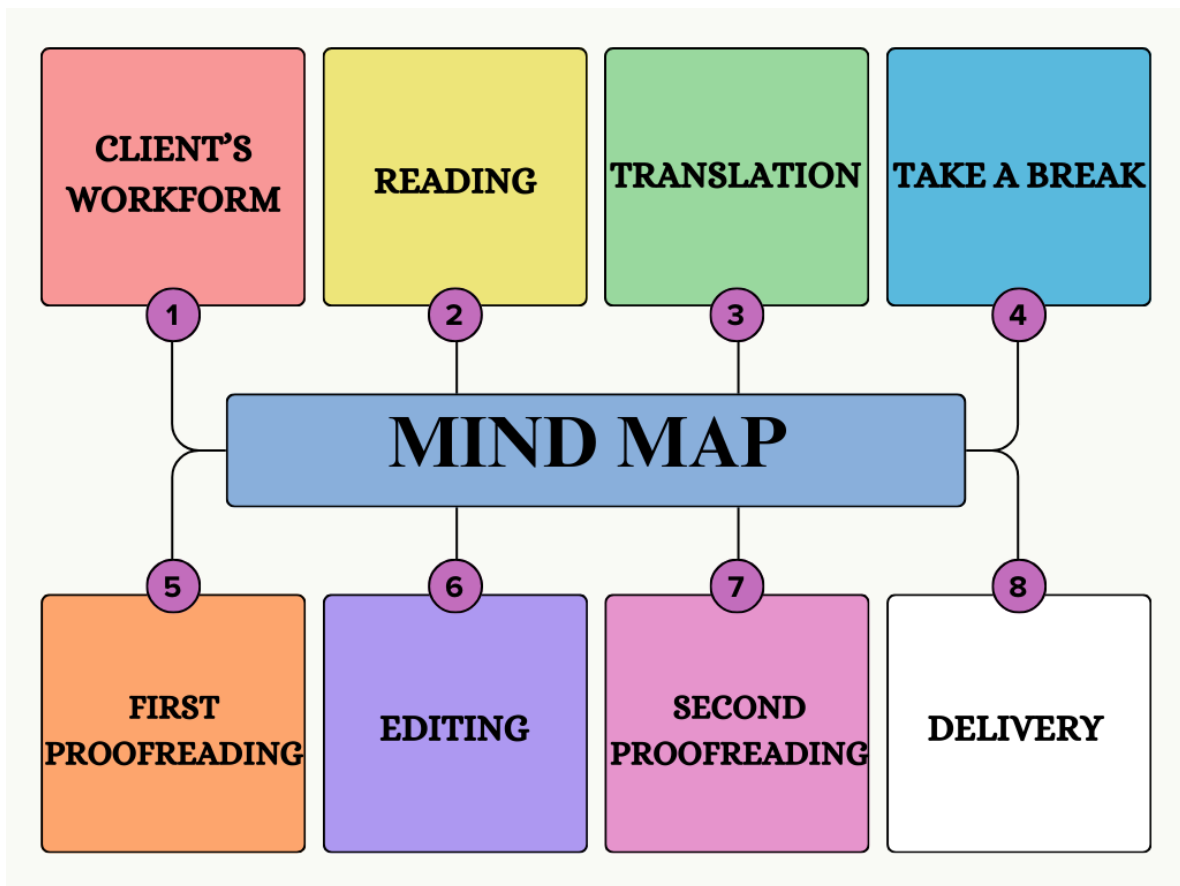 CLIENT'S
WORKFORM
READING
TRANSLATION
TAKE A BREAK
1
2
3
4
MIND MAP
5
6
7
8
FIRST
PROOFREADING
EDITING
SECOND
PROOFREADING
DELIVERY